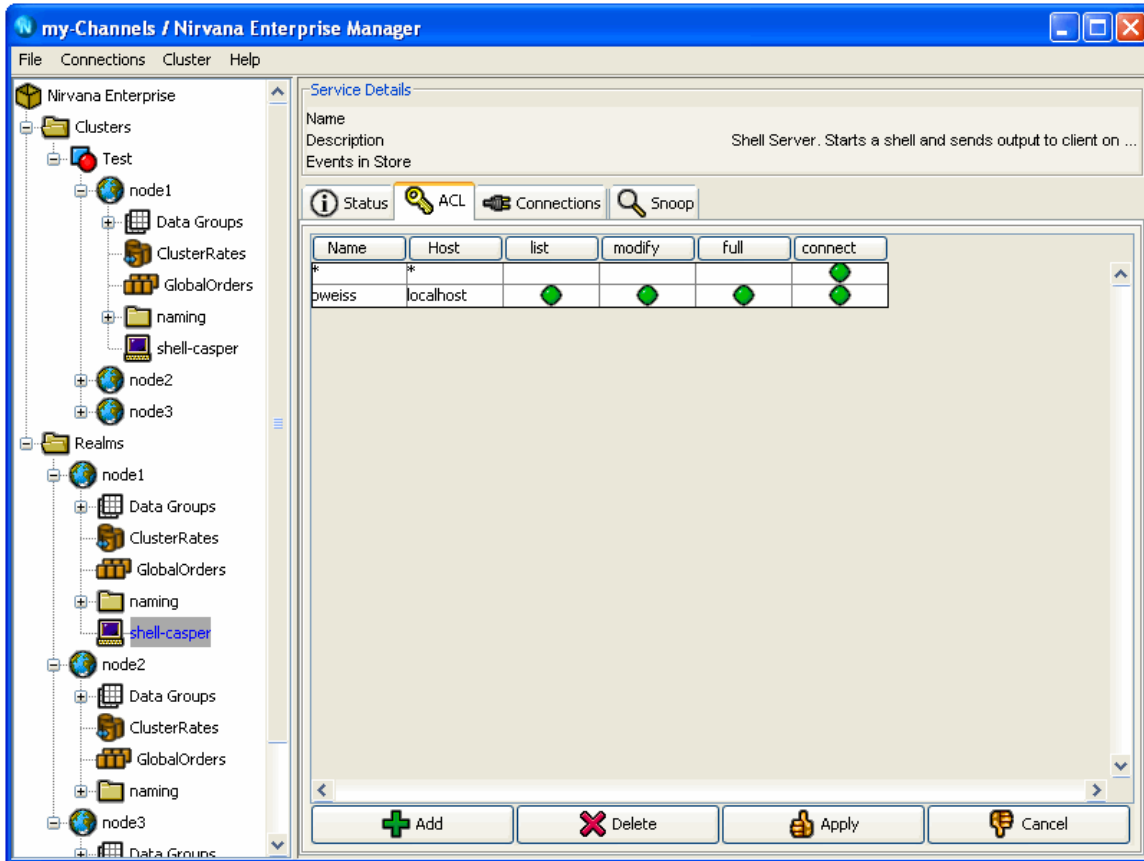 my-Channels / Nirvana Enterprise Manager
File Connections Cluster Help
Nirvana Enterprise
Clusters
Test
node1
Data Groups
ClusterRates
GlobalOrders
naming
shell-casper
node2
node3
Realms
node1
Data Groups
ClusterRates
GlobalOrders
naming
shell-casper
node2
Data Groups
ClusterRates
GlobalOrders
naming
node3
Data Groups
Service Details
Name
Description Shell Server. Starts a shell and sends output to client on ...
Events in Store
Status ACL Connections Snoop
Name Host list modify full connect
* *
pweiss localhost
Add Delete Apply Cancel